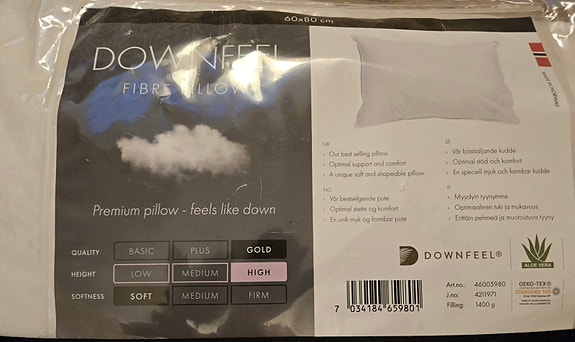 60x80 cm
DOWNFEEL
FIBRE PILLOW
GB
› Our best selling pillow
› Optimal support and comfort
› A unique soft and shapeable pillow
SE
› Vår bästsäljande kudde
› Optimal stöd och komfort
› En speciell mjuk och formbar kudde
NO
› Vår bestselgende pute
› Optimal støtte og komfort
› En unik myk og formbar pute
FI
› Myydyin tyynymme
› Optimaalinen tuki ja mukavuus
› Erittäin pehmeä ja muotoutuva tyyny
Premium pillow - feels like down
QUALITY BASIC PLUS GOLD
HEIGHT LOW MEDIUM HIGH
SOFTNESS SOFT MEDIUM FIRM
DOWNFEEL®
ALOE VERA
7 034184 659801
Art.no.: 46005980
J.no: 4211971
Filling: 1400 g
OEKO-TEX®
STANDARD 100